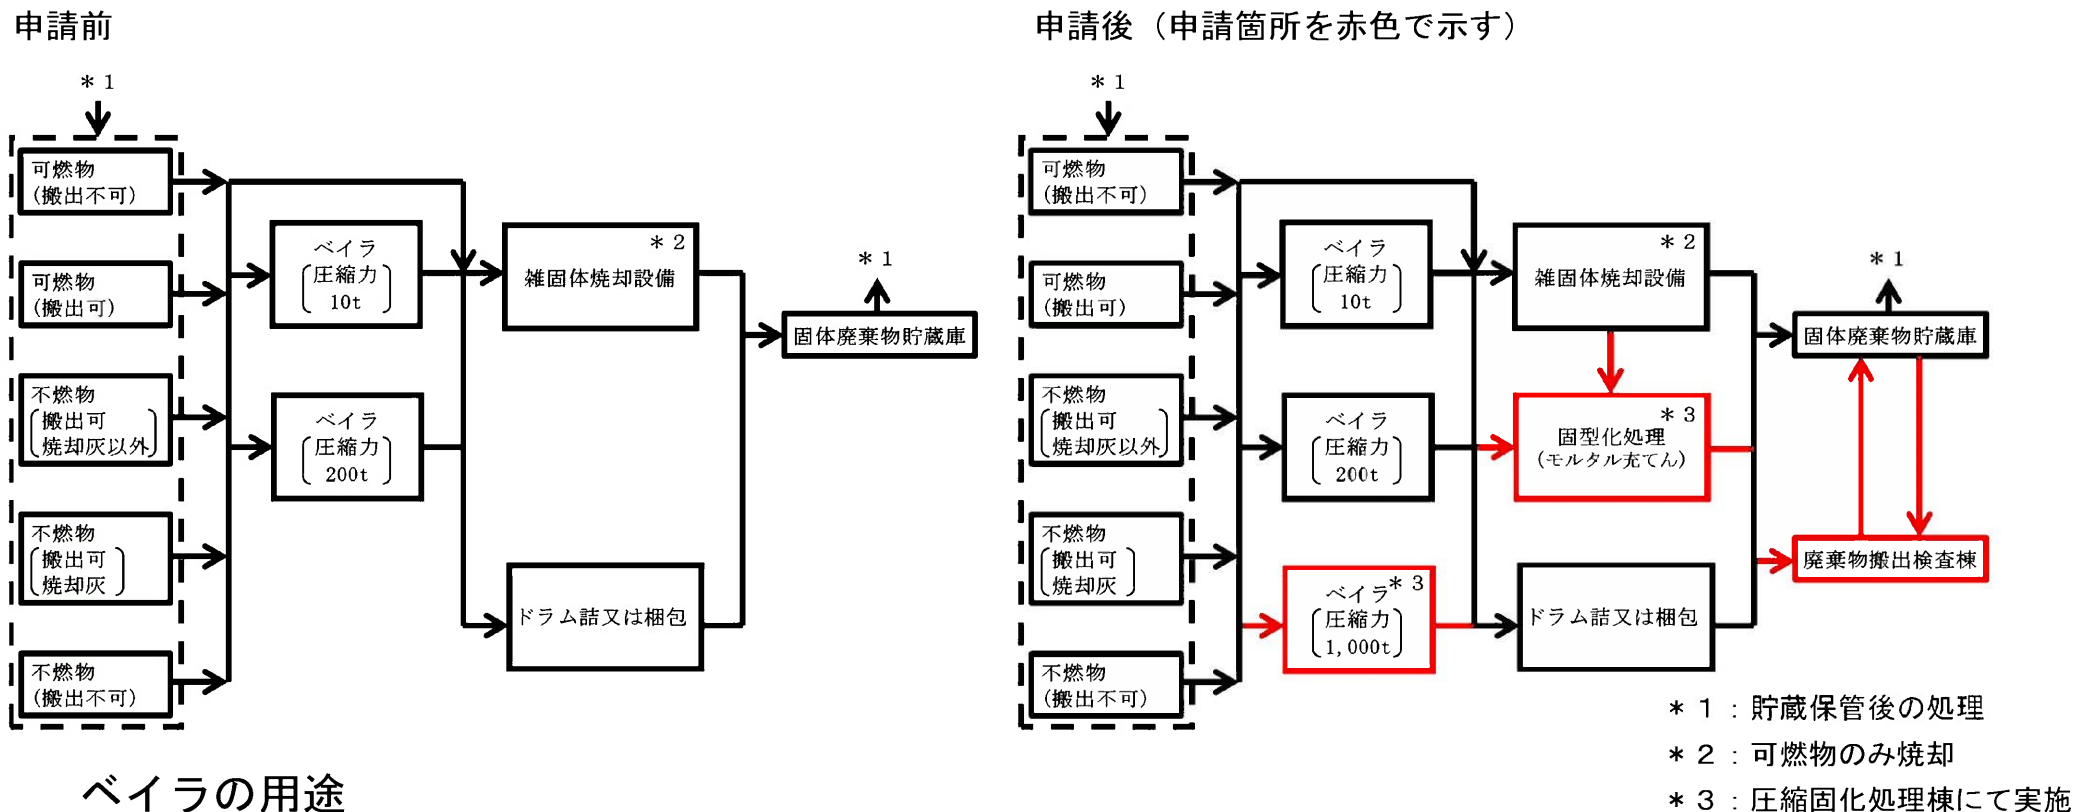 申請前
＊１
可燃物
(搬出不可)
可燃物
(搬出可)
不燃物
搬出可
焼却灰以外
不燃物
搬出可
焼却灰
不燃物
(搬出不可)
ベイラ
圧縮力
10t
ベイラ
圧縮力
200t
＊２
雑固体焼却設備
ドラム詰又は梱包
＊１
固体廃棄物貯蔵庫
ベイラの用途
申請後（申請箇所を赤色で示す）
＊１
可燃物
(搬出不可)
可燃物
(搬出可)
不燃物
搬出可
焼却灰以外
不燃物
搬出可
焼却灰
不燃物
(搬出不可)
ベイラ
圧縮力
10t
ベイラ
圧縮力
200t
ベイラ＊３
圧縮力
1,000t
＊２
雑固体焼却設備
＊３
固型化処理
(モルタル充てん)
ドラム詰又は梱包
＊１
固体廃棄物貯蔵庫
廃棄物搬出検査棟
＊１：貯蔵保管後の処理
＊２：可燃物のみ焼却
＊３：圧縮固化処理棟にて実施